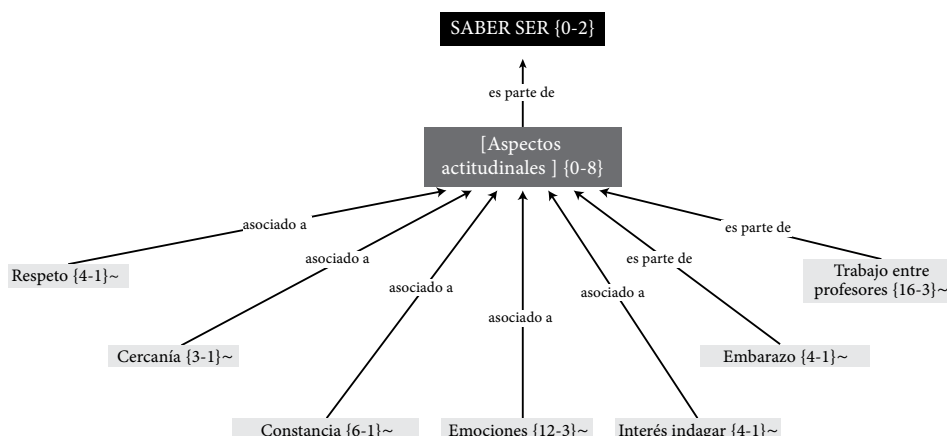 SABER SER {0-2}
es parte de
[Aspectos
actitudinales ] {0-8}
asociado a
es parte de
asociado a
es parte de
Respeto {4-1}~
Trabajo entre
profesores {16-3}~
asociado a
asociado a
asociado a
Cercanía {3-1}~
Embarazo {4-1}~
Constancia {6-1}~
Emociones {12-3}~
Interés indagar {4-1}~